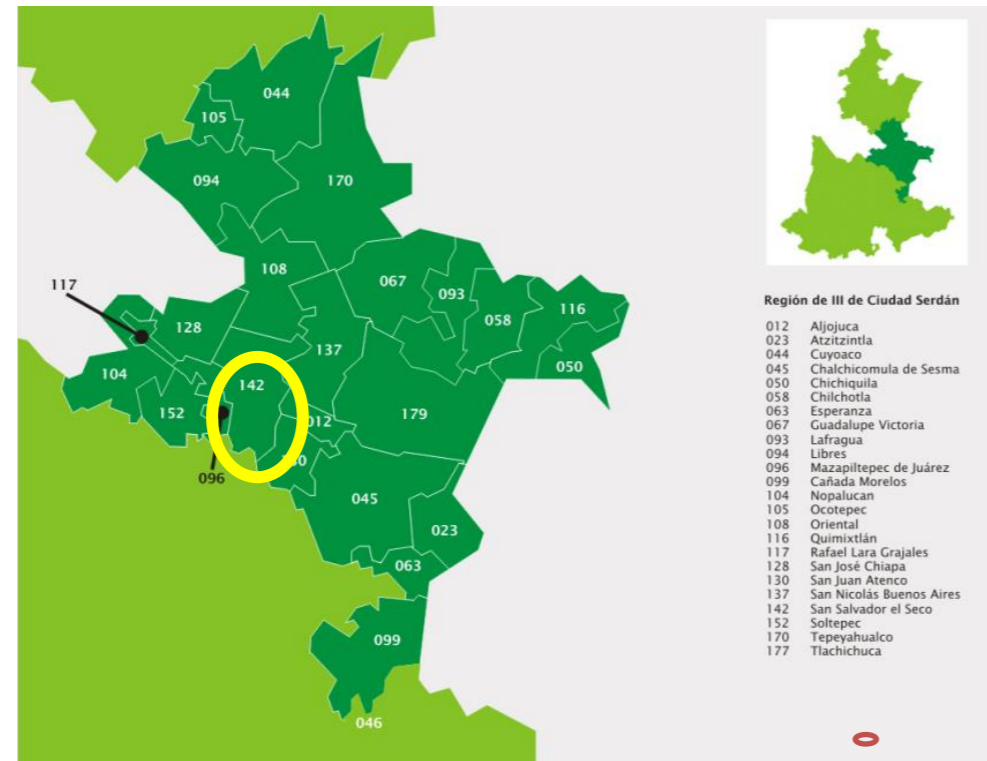 044
105
094
170
108
067
093
058
116
117
128
137
050
104
142
152
012
179
096
045
023
063
099
046
Región de III de Ciudad Serdán
012 Aljojuca
023 Atzitzintla
044 Cuyoaco
045 Chalchicomula de Sesma
050 Chichiquila
058 Chilchotla
063 Esperanza
067 Guadalupe Victoria
093 Lafragua
094 Libres
096 Mazapiltepec de Juárez
099 Cañada Morelos
104 Nopalucan
105 Ocotepec
108 Oriental
116 Quimixtlán
117 Rafael Lara Grajales
128 San José Chiapa
130 San Juan Atenco
137 San Nicolás Buenos Aires
142 San Salvador el Seco
152 Soltepec
170 Tepeyahualco
177 Tlachichuca